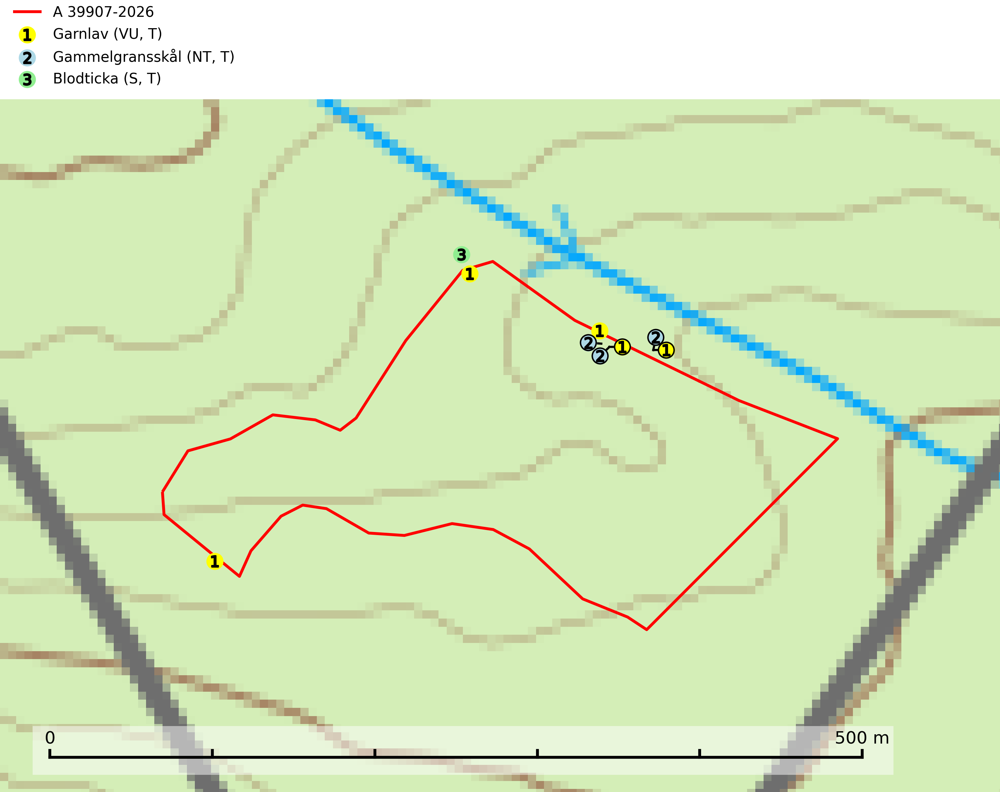 A 39907-2026
1 Garnlav (VU, T)
2 Gammelgransskål (NT, T)
3 Blodticka (S, T)
3
1
1
2
1
2
2
1
1
0
500 m